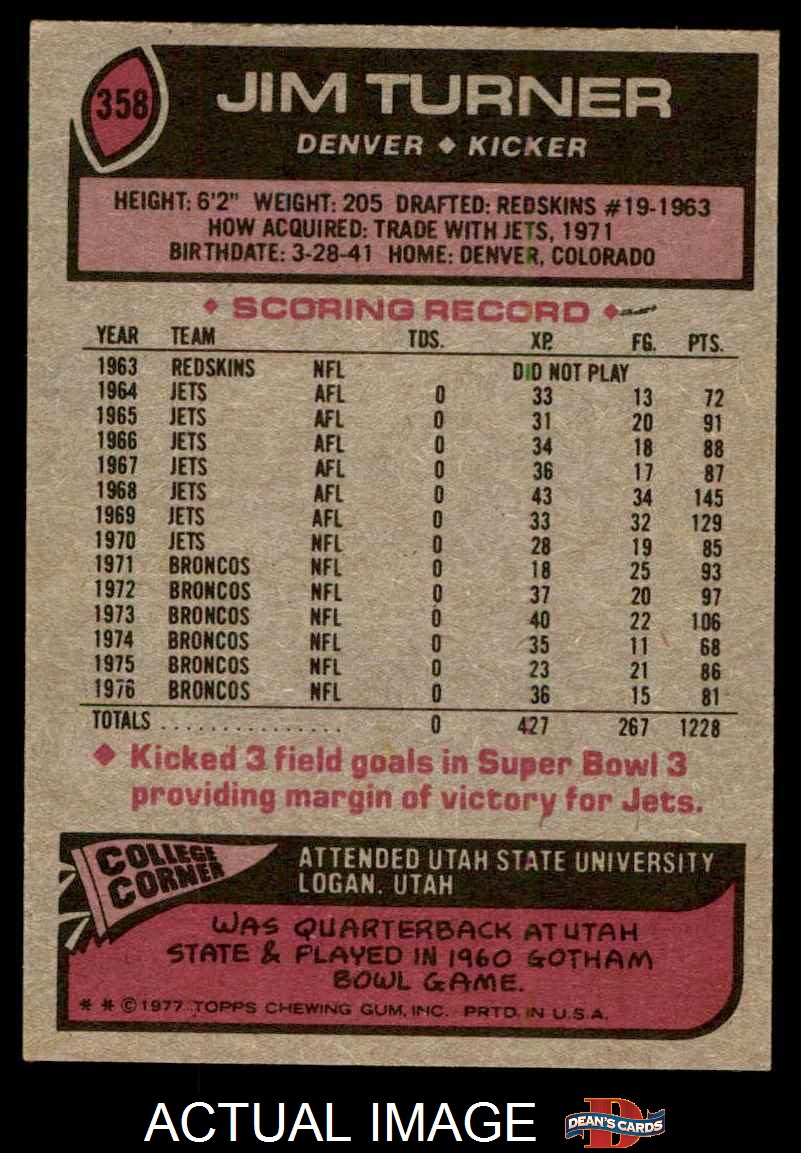 358
JIM TURNER
DENVER ◆ KICKER
HEIGHT: 6'2" WEIGHT: 205 DRAFTED: REDSKINS #19-1963
HOW ACQUIRED: TRADE WITH JETS, 1971
BIRTHDATE: 3-28-41 HOME: DENVER, COLORADO
◆ SCORING RECORD ◆
YEAR TEAM TDS. XP. FG. PTS.
1963 REDSKINS NFL DID NOT PLAY
1964 JETS AFL 0 33 13 72
1965 JETS AFL 0 31 20 91
1966 JETS AFL 0 34 18 88
1967 JETS AFL 0 36 17 87
1968 JETS AFL 0 43 34 145
1969 JETS AFL 0 33 32 129
1970 JETS NFL 0 28 19 85
1971 BRONCOS NFL 0 18 25 93
1972 BRONCOS NFL 0 37 20 97
1973 BRONCOS NFL 0 40 22 106
1974 BRONCOS NFL 0 35 11 68
1975 BRONCOS NFL 0 23 21 86
1976 BRONCOS NFL 0 36 15 81
TOTALS ................ 0 427 267 1228
◆ Kicked 3 field goals in Super Bowl 3
providing margin of victory for Jets.
COLLEGE
CORNER
ATTENDED UTAH STATE UNIVERSITY
LOGAN, UTAH
WAS QUARTERBACK AT UTAH
STATE & PLAYED IN 1960 GOTHAM
BOWL GAME.
* * © 1977 TOPPS CHEWING GUM, INC. PRTD. IN U.S.A.
ACTUAL IMAGE
D
DEAN'S CARDS